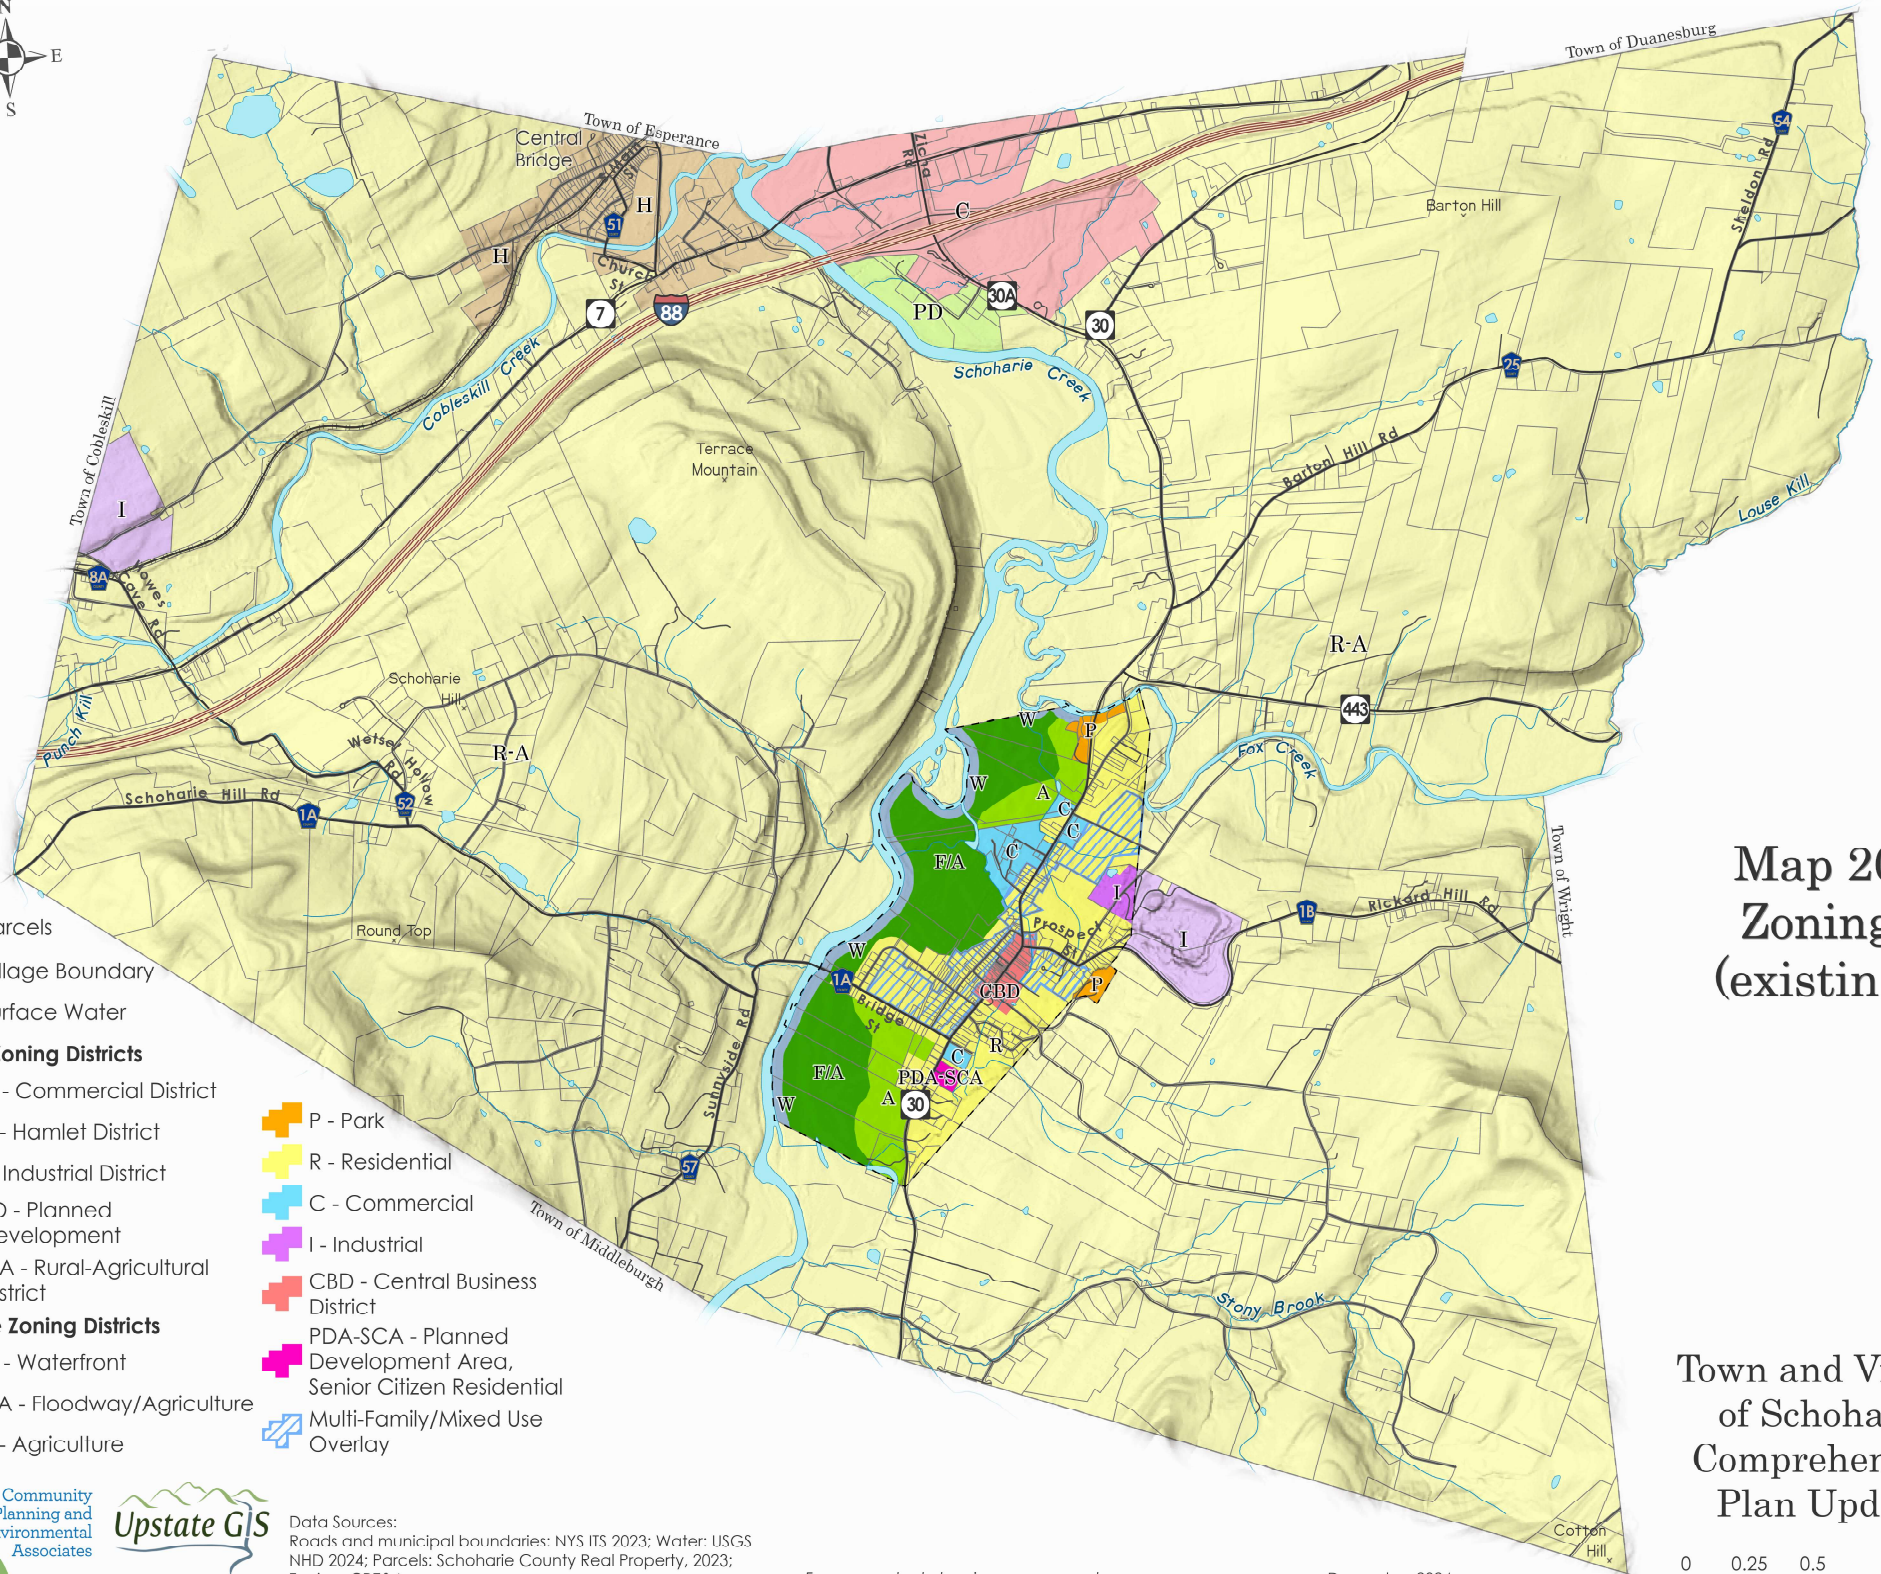 N
E
S
Town of Duanesburg
Town of Esperance
Central
Bridge
Main
St
Zicha
Rd
54
Sheldon Rd
H
51
C
Barton Hill
H
Church
St
7
88
PD
30A
30
Schoharie Creek
25
Cobleskill Creek
Town of Cobleskill
Terrace
Mountain
Barton Hill Rd
I
Louse Kill
8A
Howes
Cave Rd
R-A
Schoharie
Hill
443
Punch Kill
W
P
Wetsel Hollow
Rd
R-A
Fox Creek
W
A
Schoharie Hill Rd
1A
52
C
C
C
Town of Wright
F/A
Map 20
Zoning
(existin
I
Prospect
St
1B
Rickard Hill Rd
I
arcels
Round Top
W
llage Boundary
1A
CBD
P
urface Water
Bridge
St
Sunnyside Rd
R
C
oning Districts
F/A
PDA-SCA
- Commercial District
W
A
30
P - Park
- Hamlet District
R - Residential
Industrial District
57
C - Commercial
D - Planned
evelopment
Town of Middleburgh
I - Industrial
A - Rural-Agricultural
strict
CBD - Central Business
District
Stony Brook
e Zoning Districts
PDA-SCA - Planned
Development Area,
Senior Citizen Residential
- Waterfront
A - Floodway/Agriculture
Multi-Family/Mixed Use
Overlay
- Agriculture
Town and Vi
of Schoha
Comprehen
Plan Upd
Community
Planning and
nvironmental
Associates
Upstate GIS
Data Sources:
Roads and municipal boundaries: NYS ITS 2023; Water: USGS
NHD 2024; Parcels: Schoharie County Real Property, 2023;
Cotton
Hill
0 0.25 0.5